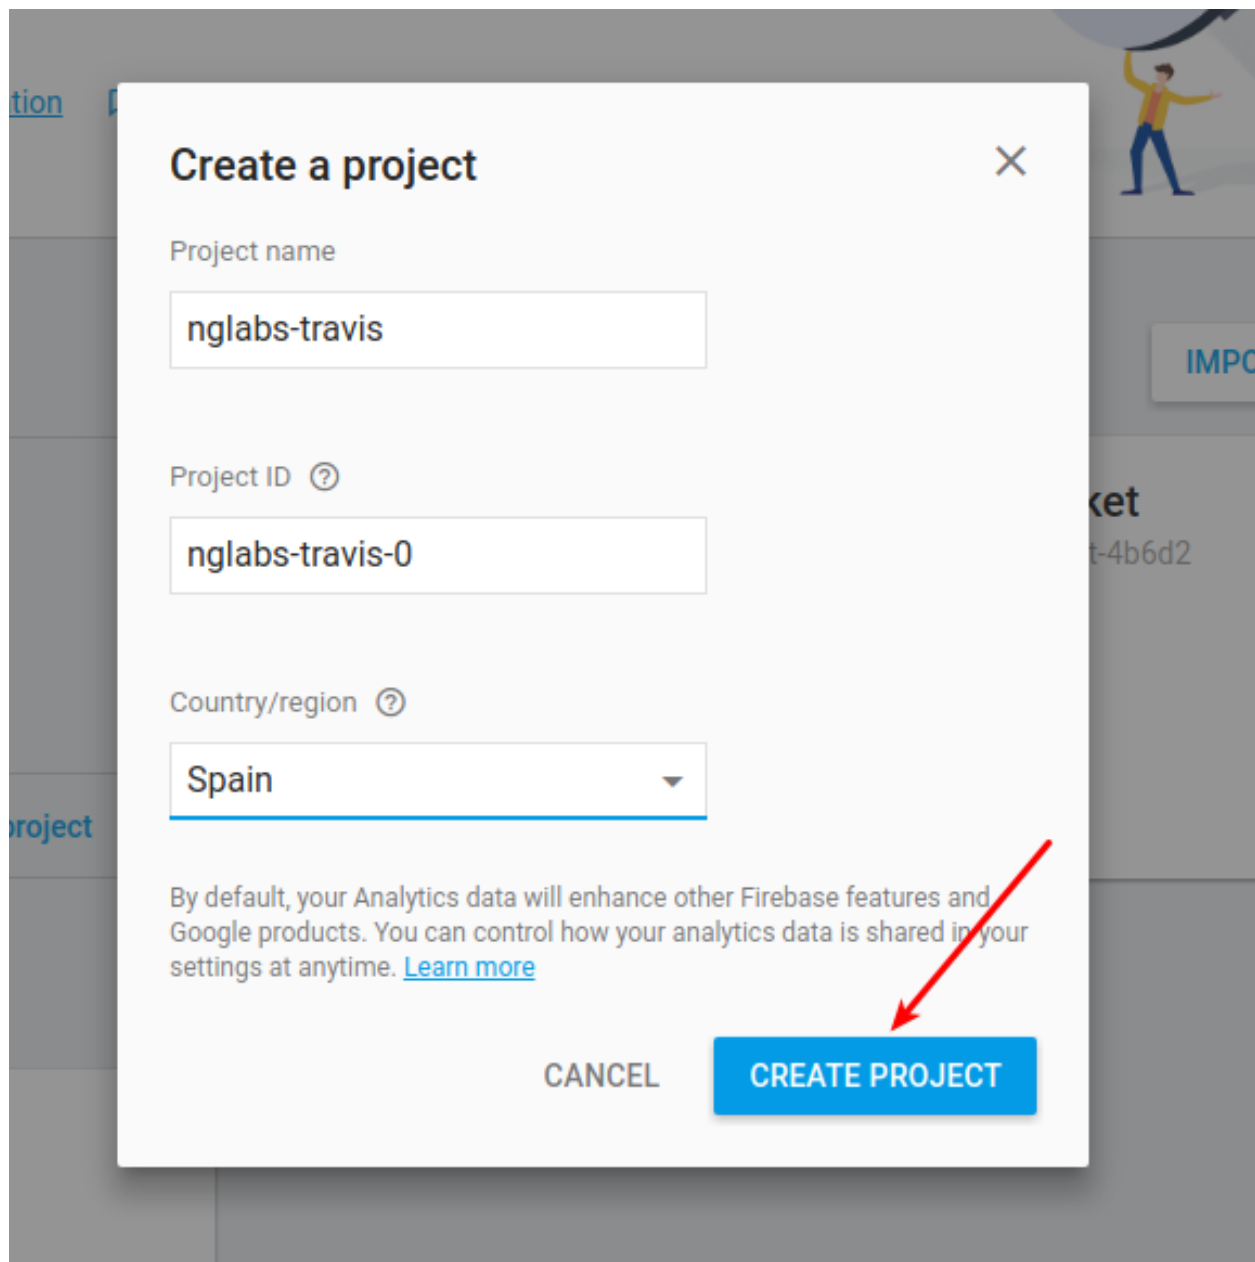 tion
Create a project
Project name
nglabs-travis
IMPO
Project ID
nglabs-travis-0
ket
t-4b6d2
Country/region
Spain
project
By default, your Analytics data will enhance other Firebase features and
Google products. You can control how your analytics data is shared in your
settings at anytime. Learn more
CANCEL
CREATE PROJECT